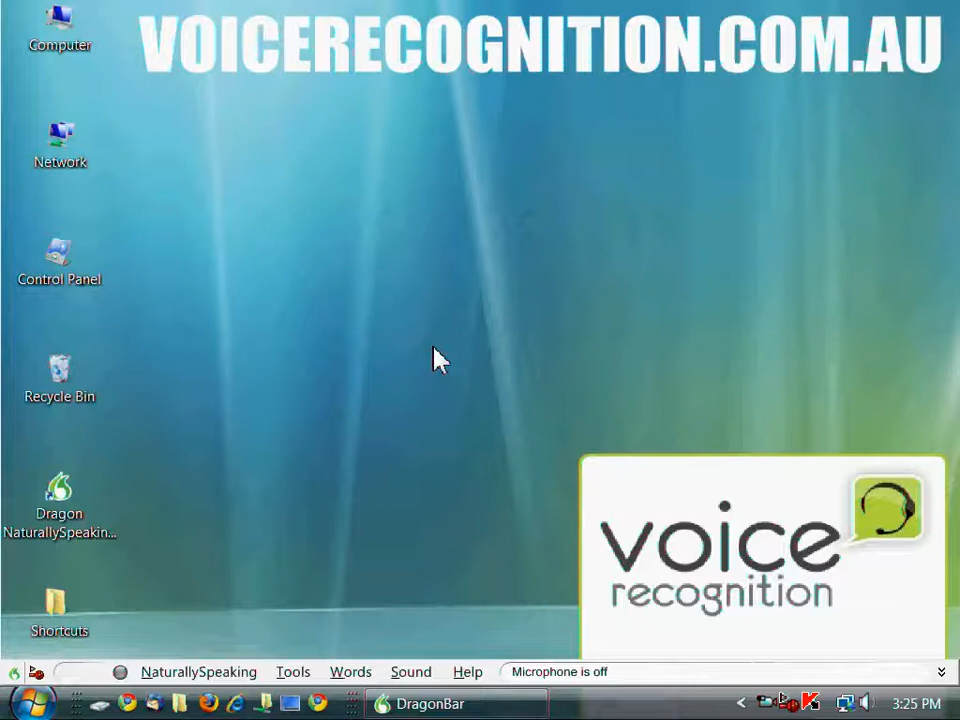 VOICERECOGNITION.COM.AU
Computer
Network
Control Panel
Recycle Bin
Dragon
NaturallySpeakin...
Shortcuts
voice
recognition
NaturallySpeaking Tools Words Sound Help Microphone is off
DragonBar
3:25 PM